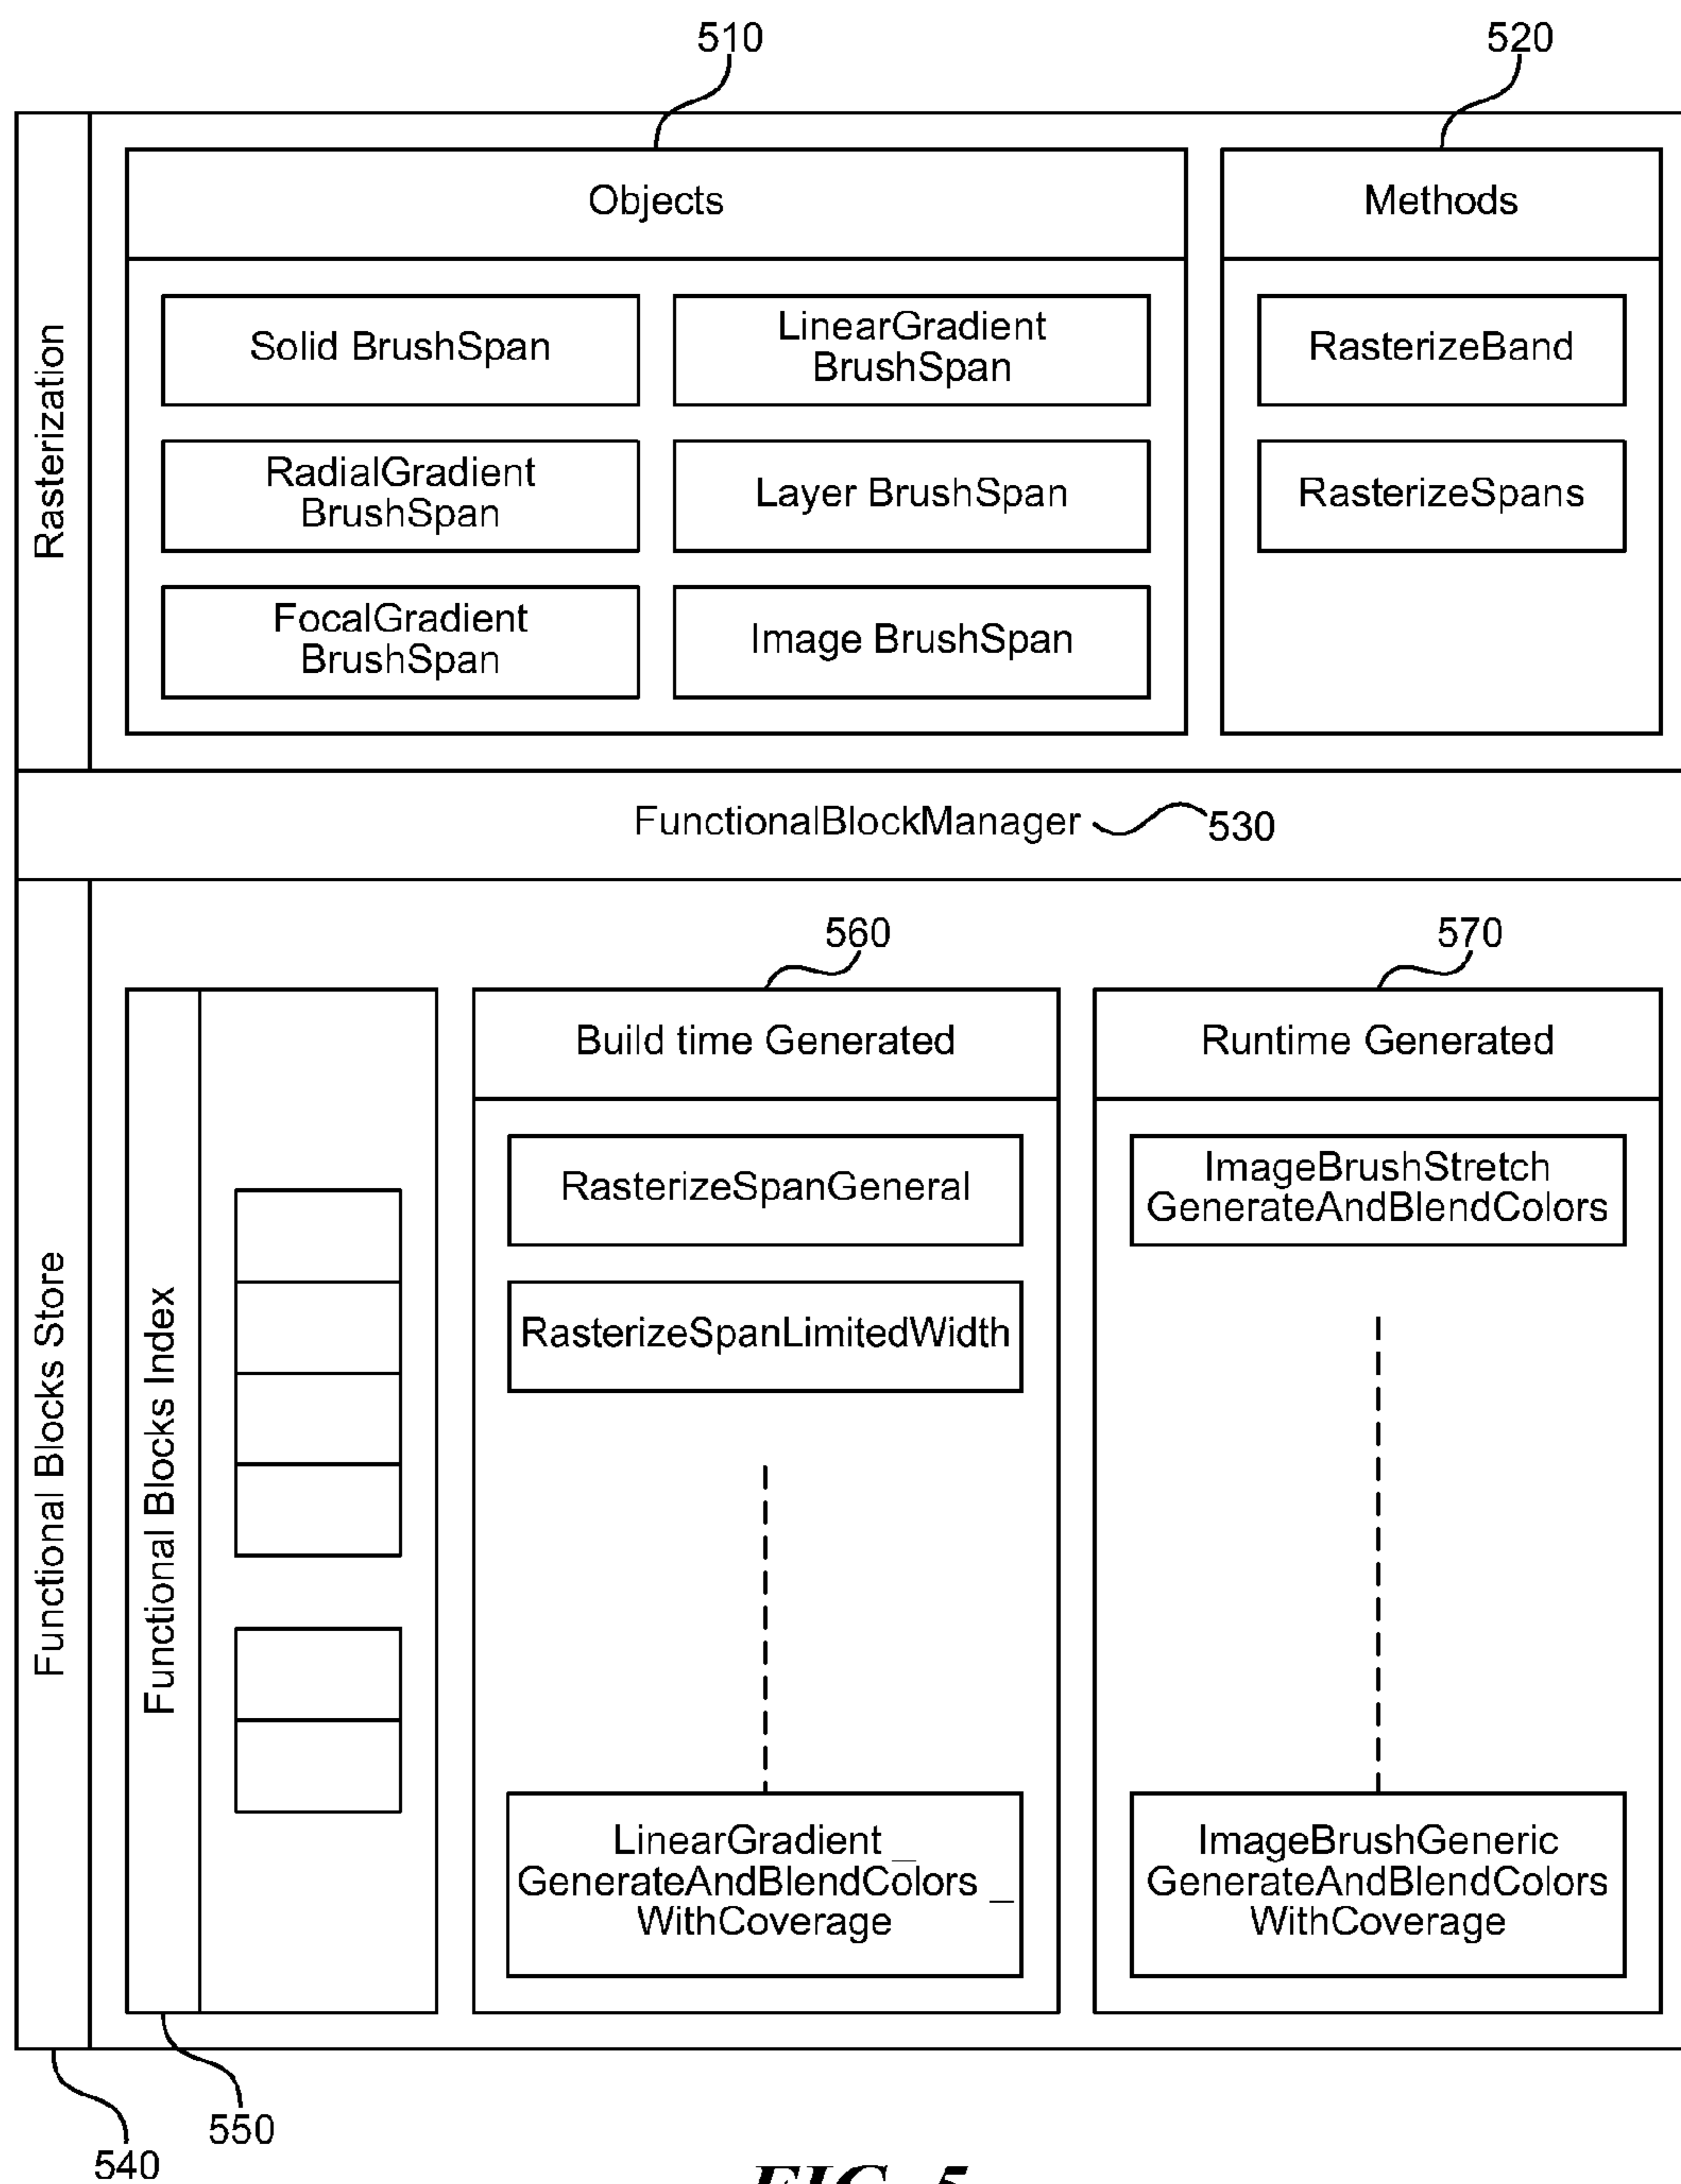 510
520
Rasterization
Objects
Methods
Solid BrushSpan
LinearGradient
BrushSpan
RasterizeBand
RadialGradient
BrushSpan
Layer BrushSpan
RasterizeSpans
FocalGradient
BrushSpan
Image BrushSpan
FunctionalBlockManager
530
Functional Blocks Store
560
570
Functional Blocks Index
Build time Generated
Runtime Generated
RasterizeSpanGeneral
ImageBrushStretch
GenerateAndBlendColors
RasterizeSpanLimitedWidth
LinearGradient _
GenerateAndBlendColors _
WithCoverage
ImageBrushGeneric
GenerateAndBlendColors
WithCoverage
550
540
FIG. 5